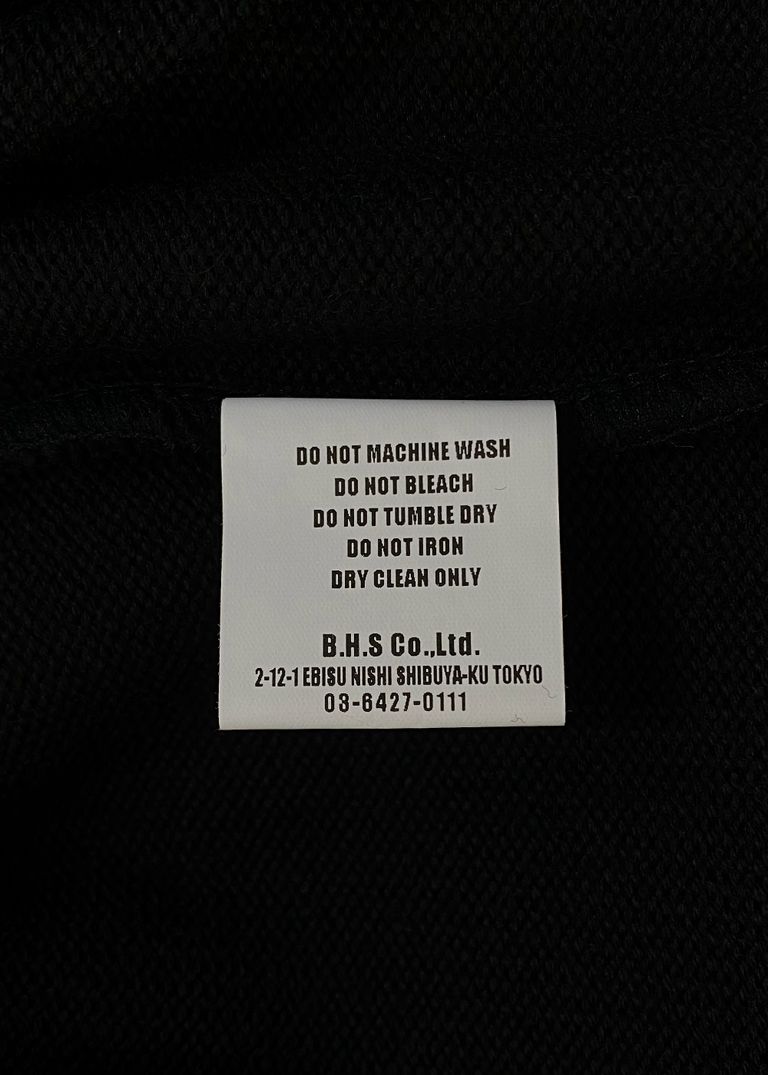 DO NOT MACHINE WASH
DO NOT BLEACH
DO NOT TUMBLE DRY
DO NOT IRON
DRY CLEAN ONLY
B.H.S Co.,Ltd.
2-12-1 EBISU NISHI SHIBUYA-KU TOKYO
03-6427-0111